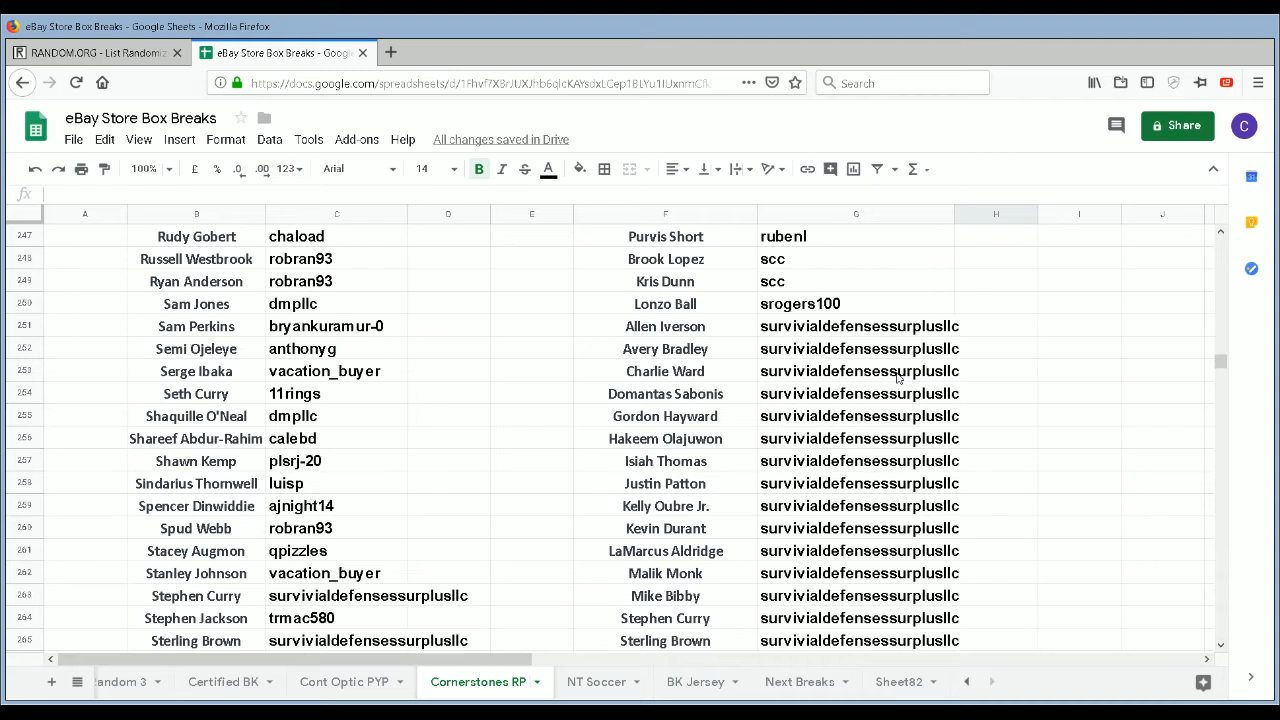 eBay Store Box Breaks - Google Sheets - Mozilla Firefox
RANDOM.ORG - List Randomiz
eBay Store Box Breaks - Google
Search
eBay Store Box Breaks
File Edit View Insert Format Data Tools Add-ons Help All changes saved in Drive
Share
C
100% £ % .0 .00 123 Arial 14 B I S A
fx
A B C D E F G H I J
247 Rudy Gobert chaload Purvis Short rubenl
248 Russell Westbrook robran93 Brook Lopez scc
249 Ryan Anderson robran93 Kris Dunn scc
250 Sam Jones dmpllc Lonzo Ball srogers100
251 Sam Perkins bryankuramur-0 Allen Iverson survivialdefensessurplusllc
252 Semi Ojeleye anthonyg Avery Bradley survivialdefensessurplusllc
253 Serge Ibaka vacation_buyer Charlie Ward survivialdefensessurplusllc
254 Seth Curry 11rings Domantas Sabonis survivialdefensessurplusllc
255 Shaquille O'Neal dmpllc Gordon Hayward survivialdefensessurplusllc
256 Shareef Abdur-Rahim calebd Hakeem Olajuwon survivialdefensessurplusllc
257 Shawn Kemp plsrj-20 Isiah Thomas survivialdefensessurplusllc
258 Sindarius Thornwell luisp Justin Patton survivialdefensessurplusllc
259 Spencer Dinwiddie ajnight14 Kelly Oubre Jr. survivialdefensessurplusllc
260 Spud Webb robran93 Kevin Durant survivialdefensessurplusllc
261 Stacey Augmon qpizzles LaMarcus Aldridge survivialdefensessurplusllc
262 Stanley Johnson vacation_buyer Malik Monk survivialdefensessurplusllc
263 Stephen Curry survivialdefensessurplusllc Mike Bibby survivialdefensessurplusllc
264 Stephen Jackson trmac580 Stephen Curry survivialdefensessurplusllc
265 Sterling Brown survivialdefensessurplusllc Sterling Brown survivialdefensessurplusllc
andom 3 Certified BK Cont Optic PYP Cornerstones RP NT Soccer BK Jersey Next Breaks Sheet82